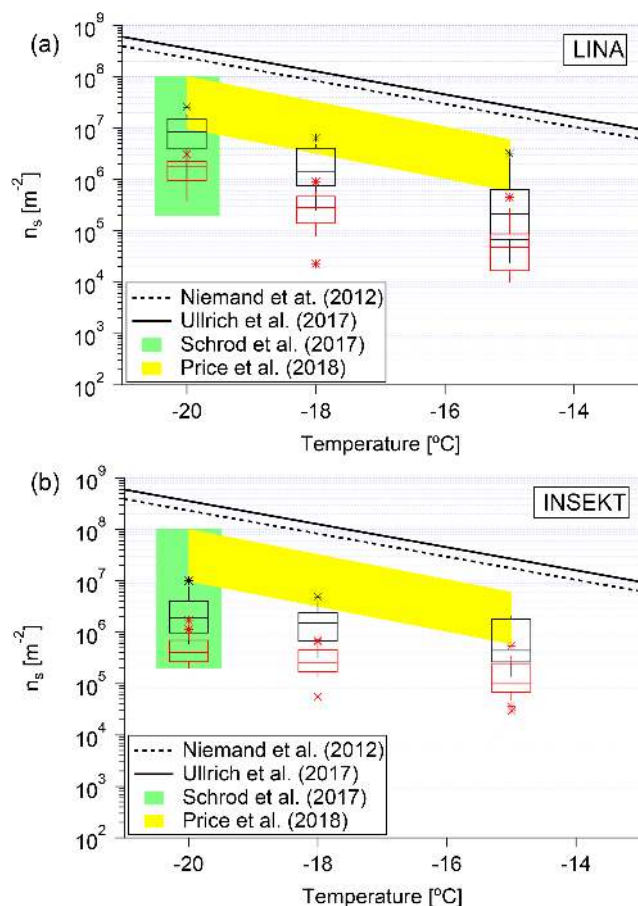 (a)
LINA
10⁹
10⁸
10⁷
10⁶
10⁵
10⁴
10³
10²
nₛ [m⁻²]
Niemand et at. (2012)
Ullrich et al. (2017)
Schrod et al. (2017)
Price et al. (2018)
-20 -18 -16 -14
Temperature [ºC]
(b)
INSEKT
10⁹
10⁸
10⁷
10⁶
10⁵
10⁴
10³
10²
nₛ [m⁻²]
Niemand et al. (2012)
Ullrich et al. (2017)
Schrod et al. (2017)
Price et al. (2018)
-20 -18 -16 -14
Temperature [ºC]